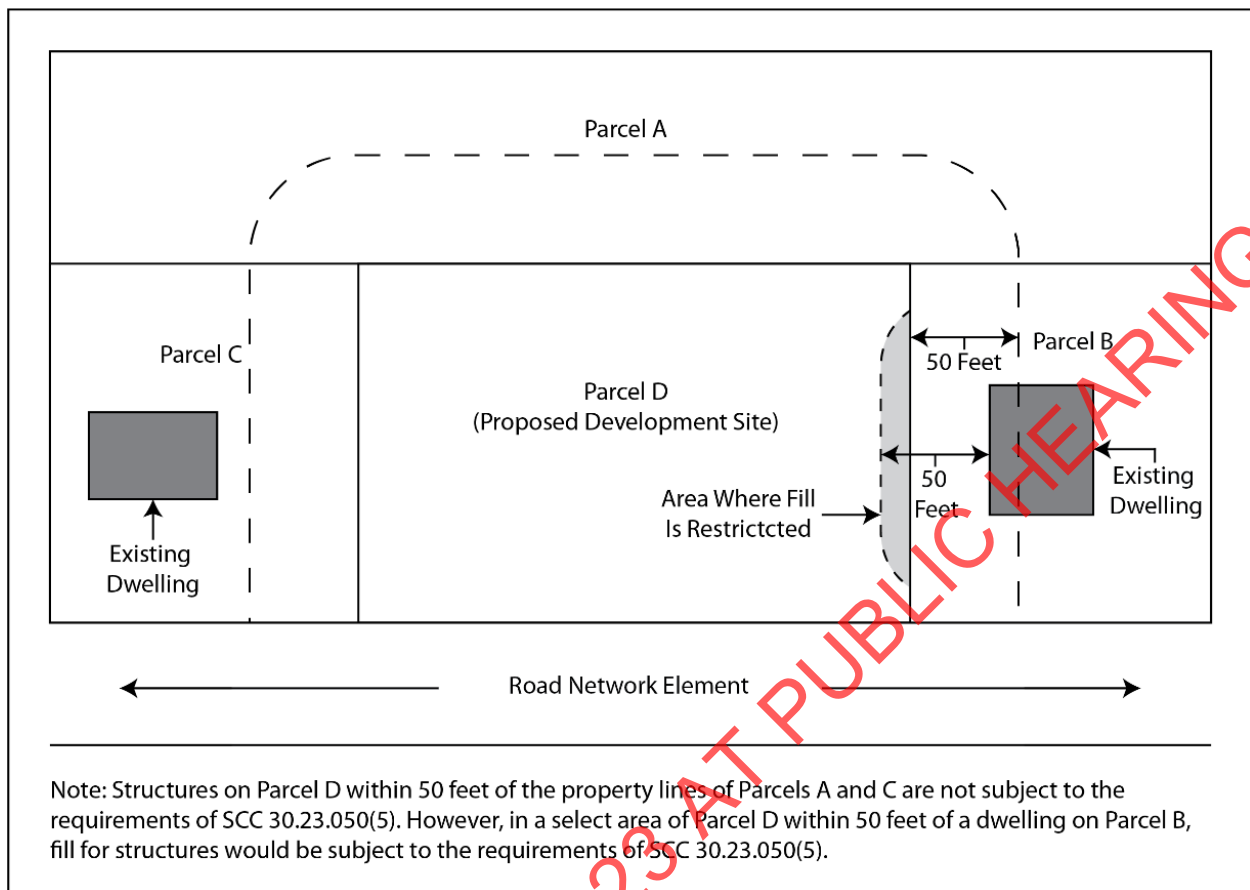 Parcel A
Parcel C
Parcel B
50 Feet
Parcel D
(Proposed Development Site)
50
Feet
Area Where Fill
Is Restrictcted
Existing
Dwelling
Existing
Dwelling
Road Network Element
Note: Structures on Parcel D within 50 feet of the property lines of Parcels A and C are not subject to the
requirements of SCC 30.23.050(5). However, in a select area of Parcel D within 50 feet of a dwelling on Parcel B,
fill for structures would be subject to the requirements of SCC 30.23.050(5).
23 AT PUBLIC HEARING